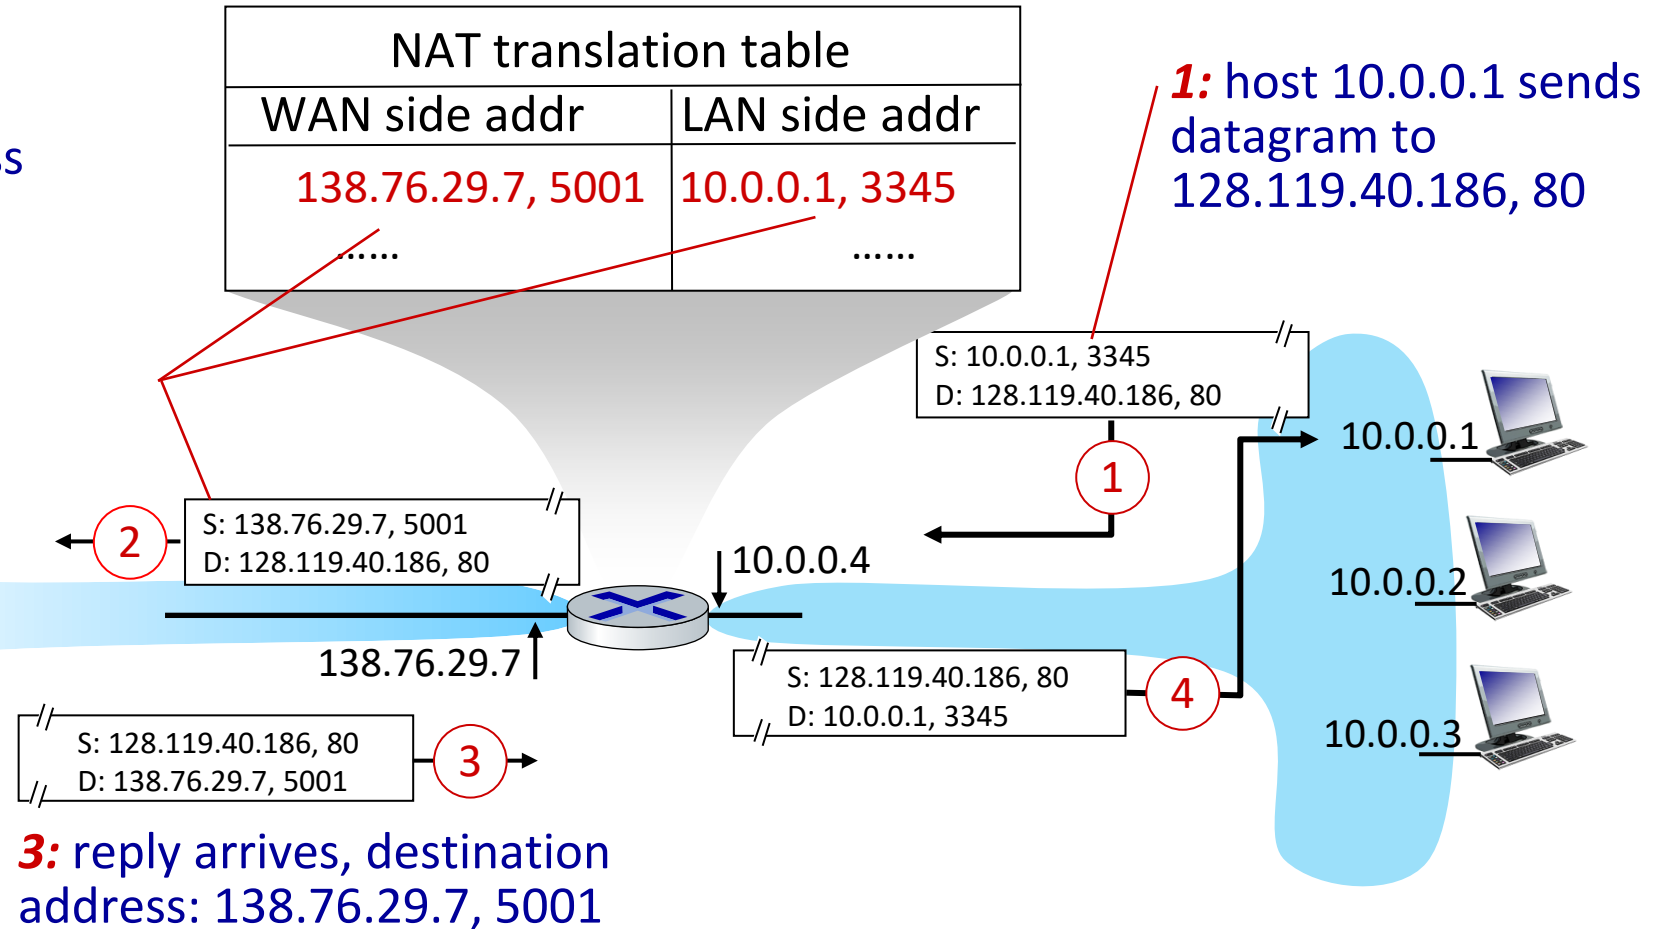 NAT translation table
WAN side addr
LAN side addr
138.76.29.7, 5001
10.0.0.1, 3345
……
……
1: host 10.0.0.1 sends
datagram to
128.119.40.186, 80
S: 10.0.0.1, 3345
D: 128.119.40.186, 80
1
10.0.0.1
S: 138.76.29.7, 5001
D: 128.119.40.186, 80
2
10.0.0.4
10.0.0.2
138.76.29.7
S: 128.119.40.186, 80
D: 10.0.0.1, 3345
4
10.0.0.3
S: 128.119.40.186, 80
D: 138.76.29.7, 5001
3
3: reply arrives, destination
address: 138.76.29.7, 5001